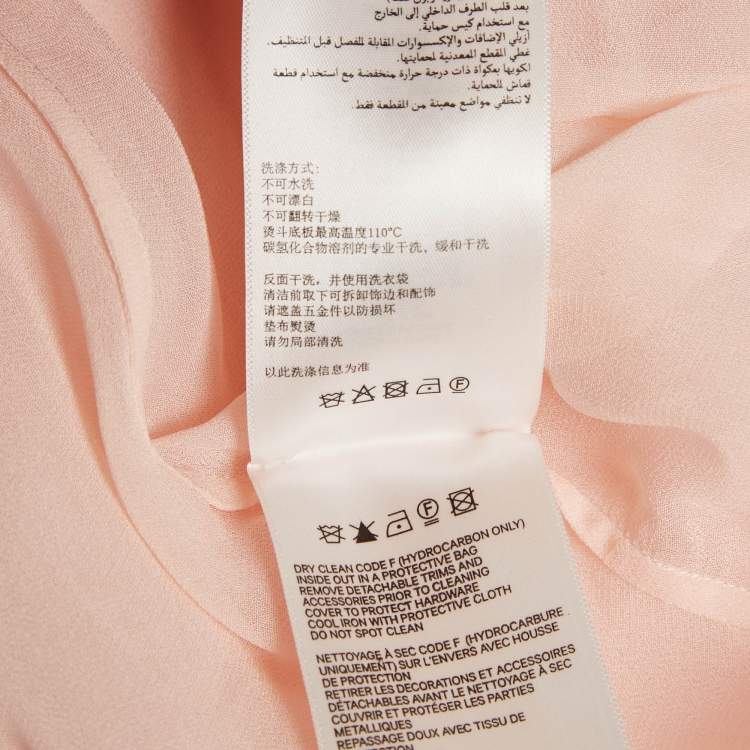 بعد قلب الطرف الداخلي إلى الخارج
مع استخدام كيس حماية.
أزيلي الإضافات والإكسسوارات القابلة للفصل قبل التنظيف.
غطي القطع المعدنية لحمايتها.
اكويها بمكواة ذات درجة حرارة منخفضة مع استخدام قطعة
قماش للحماية.
لا تنظفي مواضع معينة من القطعة فقط.
洗涤方式：
不可水洗
不可漂白
不可翻转干燥
烫斗底板最高温度110°C
碳氢化合物溶剂的专业干洗，缓和干洗
反面干洗，并使用洗衣袋
清洁前取下可拆卸饰边和配饰
请遮盖五金件以防损坏
垫布熨烫
请勿局部清洗
以此洗涤信息为准
F
F
DRY CLEAN CODE F (HYDROCARBON ONLY)
INSIDE OUT IN A PROTECTIVE BAG
REMOVE DETACHABLE TRIMS AND
ACCESSORIES PRIOR TO CLEANING
COVER TO PROTECT HARDWARE
COOL IRON WITH PROTECTIVE CLOTH
DO NOT SPOT CLEAN
NETTOYAGE À SEC CODE F (HYDROCARBURE
UNIQUEMENT) SUR L'ENVERS AVEC HOUSSE
DE PROTECTION
RETIRER LES DECORATIONS ET ACCESSOIRES
DÉTACHABLES AVANT LE NETTOYAGE À SEC
COUVRIR ET PROTÉGER LES PARTIES
METALLIQUES
REPASSAGE DOUX AVEC TISSU DE